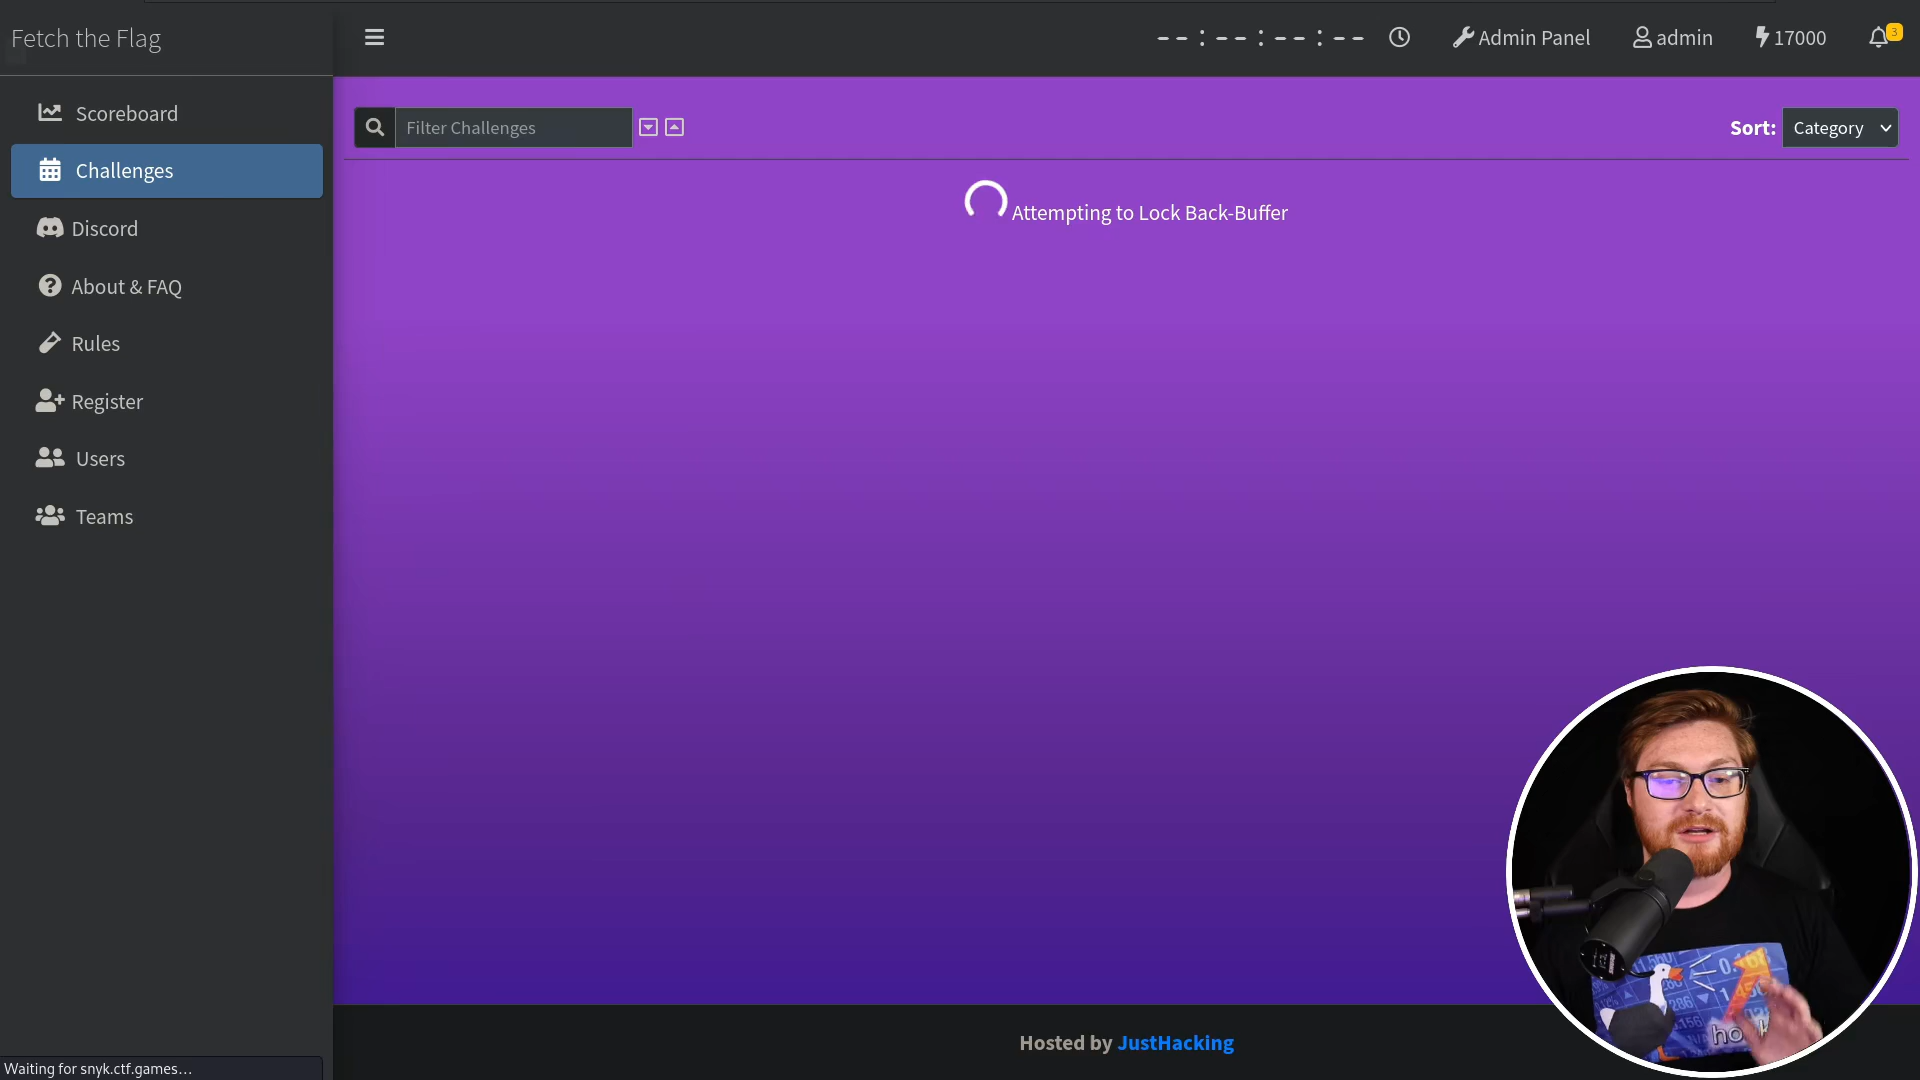 Fetch the Flag
-- : -- : -- : --
Admin Panel
admin
17000
3
Scoreboard
Challenges
Discord
About & FAQ
Rules
Register
Users
Teams
Filter Challenges
Sort:
Category
Attempting to Lock Back-Buffer
Hosted by JustHacking
Waiting for snyk.ctf.games…